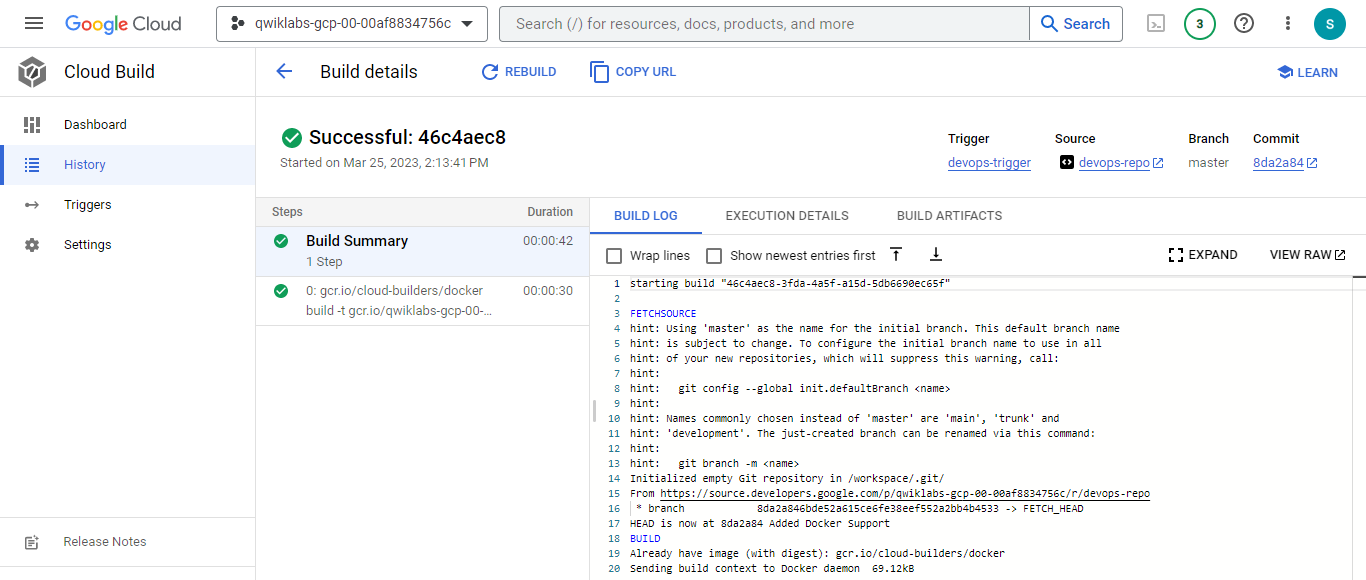 Google Cloud
qwiklabs-gcp-00-00af8834756c
Search (/) for resources, docs, products, and more
Search
3
S
Cloud Build
Build details
REBUILD
COPY URL
LEARN
Dashboard
History
Triggers
Settings
Release Notes
Successful: 46c4aec8
Started on Mar 25, 2023, 2:13:41 PM
Trigger
devops-trigger
Source
devops-repo
Branch
master
Commit
8da2a84
Steps
Duration
Build Summary
00:00:42
1 Step
0: gcr.io/cloud-builders/docker
00:00:30
build -t gcr.io/qwiklabs-gcp-00-...
BUILD LOG
EXECUTION DETAILS
BUILD ARTIFACTS
Wrap lines
Show newest entries first
EXPAND
VIEW RAW
1 starting build "46c4aec8-3fda-4a5f-a15d-5db6690ec65f"
2
3 FETCHSOURCE
4 hint: Using 'master' as the name for the initial branch. This default branch name
5 hint: is subject to change. To configure the initial branch name to use in all
6 hint: of your new repositories, which will suppress this warning, call:
7 hint:
8 hint:   git config --global init.defaultBranch <name>
9 hint:
10 hint: Names commonly chosen instead of 'master' are 'main', 'trunk' and
11 hint: 'development'. The just-created branch can be renamed via this command:
12 hint:
13 hint:   git branch -m <name>
14 Initialized empty Git repository in /workspace/.git/
15 From https://source.developers.google.com/p/qwiklabs-gcp-00-00af8834756c/r/devops-repo
16  * branch            8da2a846bde52a615ce6fe38eef552a2bb4b4533 -> FETCH_HEAD
17 HEAD is now at 8da2a84 Added Docker Support
18 BUILD
19 Already have image (with digest): gcr.io/cloud-builders/docker
20 Sending build context to Docker daemon  69.12kB